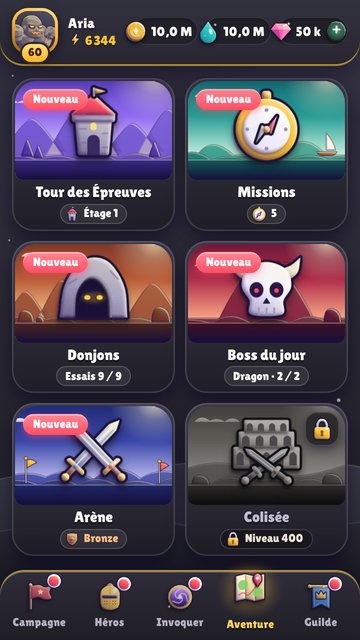 Aria
6344
60
10,0 M
10,0 M
50 k
Nouveau
Tour des Épreuves
Étage 1
Nouveau
Missions
5
Nouveau
Donjons
Essais 9 / 9
Nouveau
Boss du jour
Dragon · 2 / 2
Nouveau
Arène
Bronze
Colisée
Niveau 400
Campagne
Héros
Invoquer
Aventure
Guilde